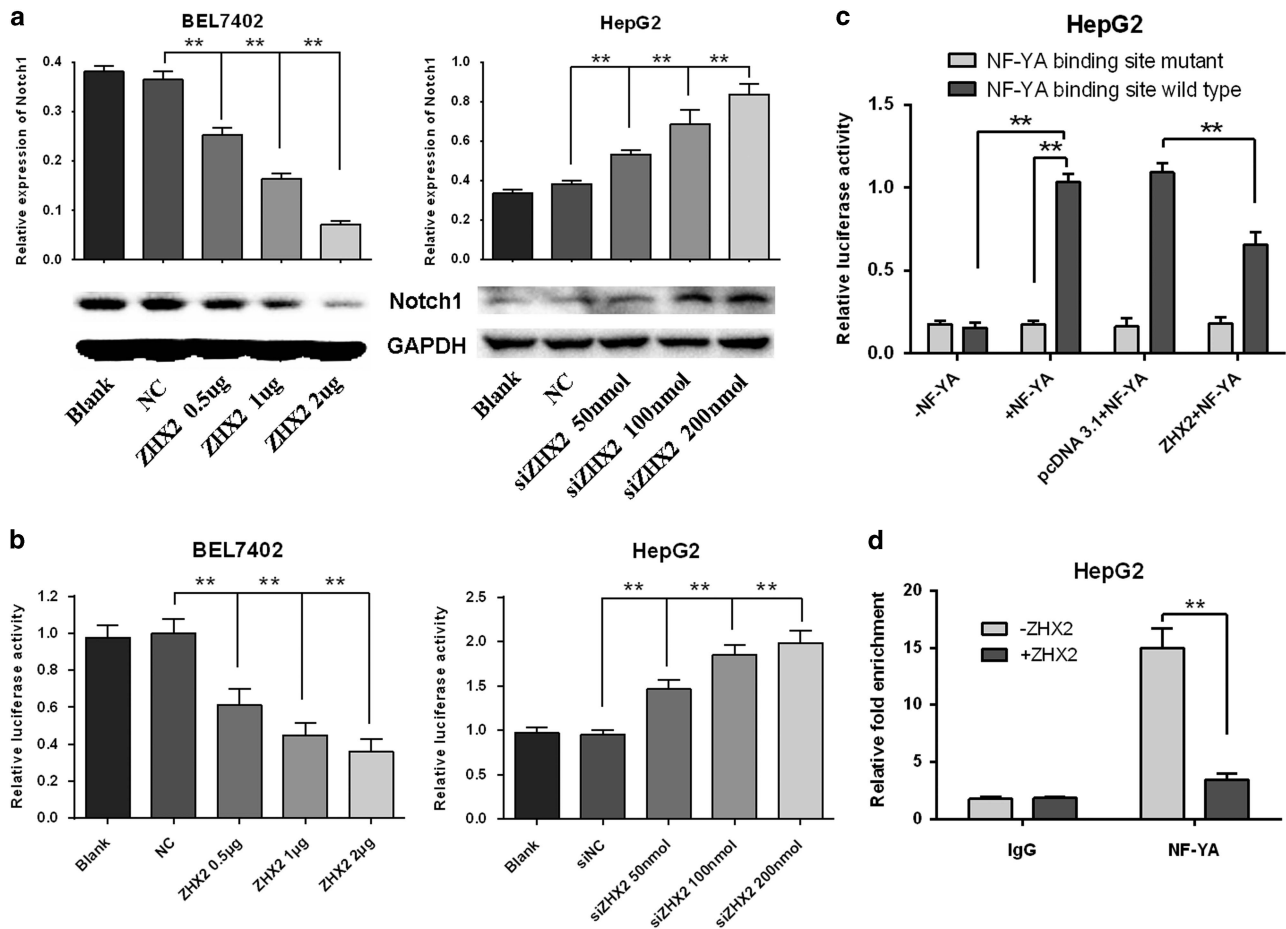 a
BEL7402
** ** **
Relative expression of Notch1
0.4
0.3
0.2
0.1
0.0
HepG2
** ** **
Relative expression of Notch1
1.0
0.8
0.6
0.4
0.2
0.0
Notch1
GAPDH
Blank
NC
ZHX2 0.5ug
ZHX2 1ug
ZHX2 2ug
Blank
NC
siZHX2 50nmol
siZHX2 100nmol
siZHX2 200nmol
b
BEL7402
** ** **
Relative luciferase activity
1.2
1.0
0.8
0.6
0.4
0.2
0.0
Blank
NC
ZHX2 0.5µg
ZHX2 1µg
ZHX2 2µg
HepG2
** ** **
Relative luciferase activity
2.5
2.0
1.5
1.0
0.5
0.0
Blank
siNC
siZHX2 50nmol
siZHX2 100nmol
siZHX2 200nmol
c
HepG2
NF-YA binding site mutant
NF-YA binding site wild type
** ** **
Relative luciferase activity
1.5
1.0
0.5
0.0
-NF-YA
+NF-YA
pcDNA 3.1+NF-YA
ZHX2+NF-YA
d
HepG2
-ZHX2
+ZHX2
**
Relative fold enrichment
20
15
10
5
0
IgG
NF-YA